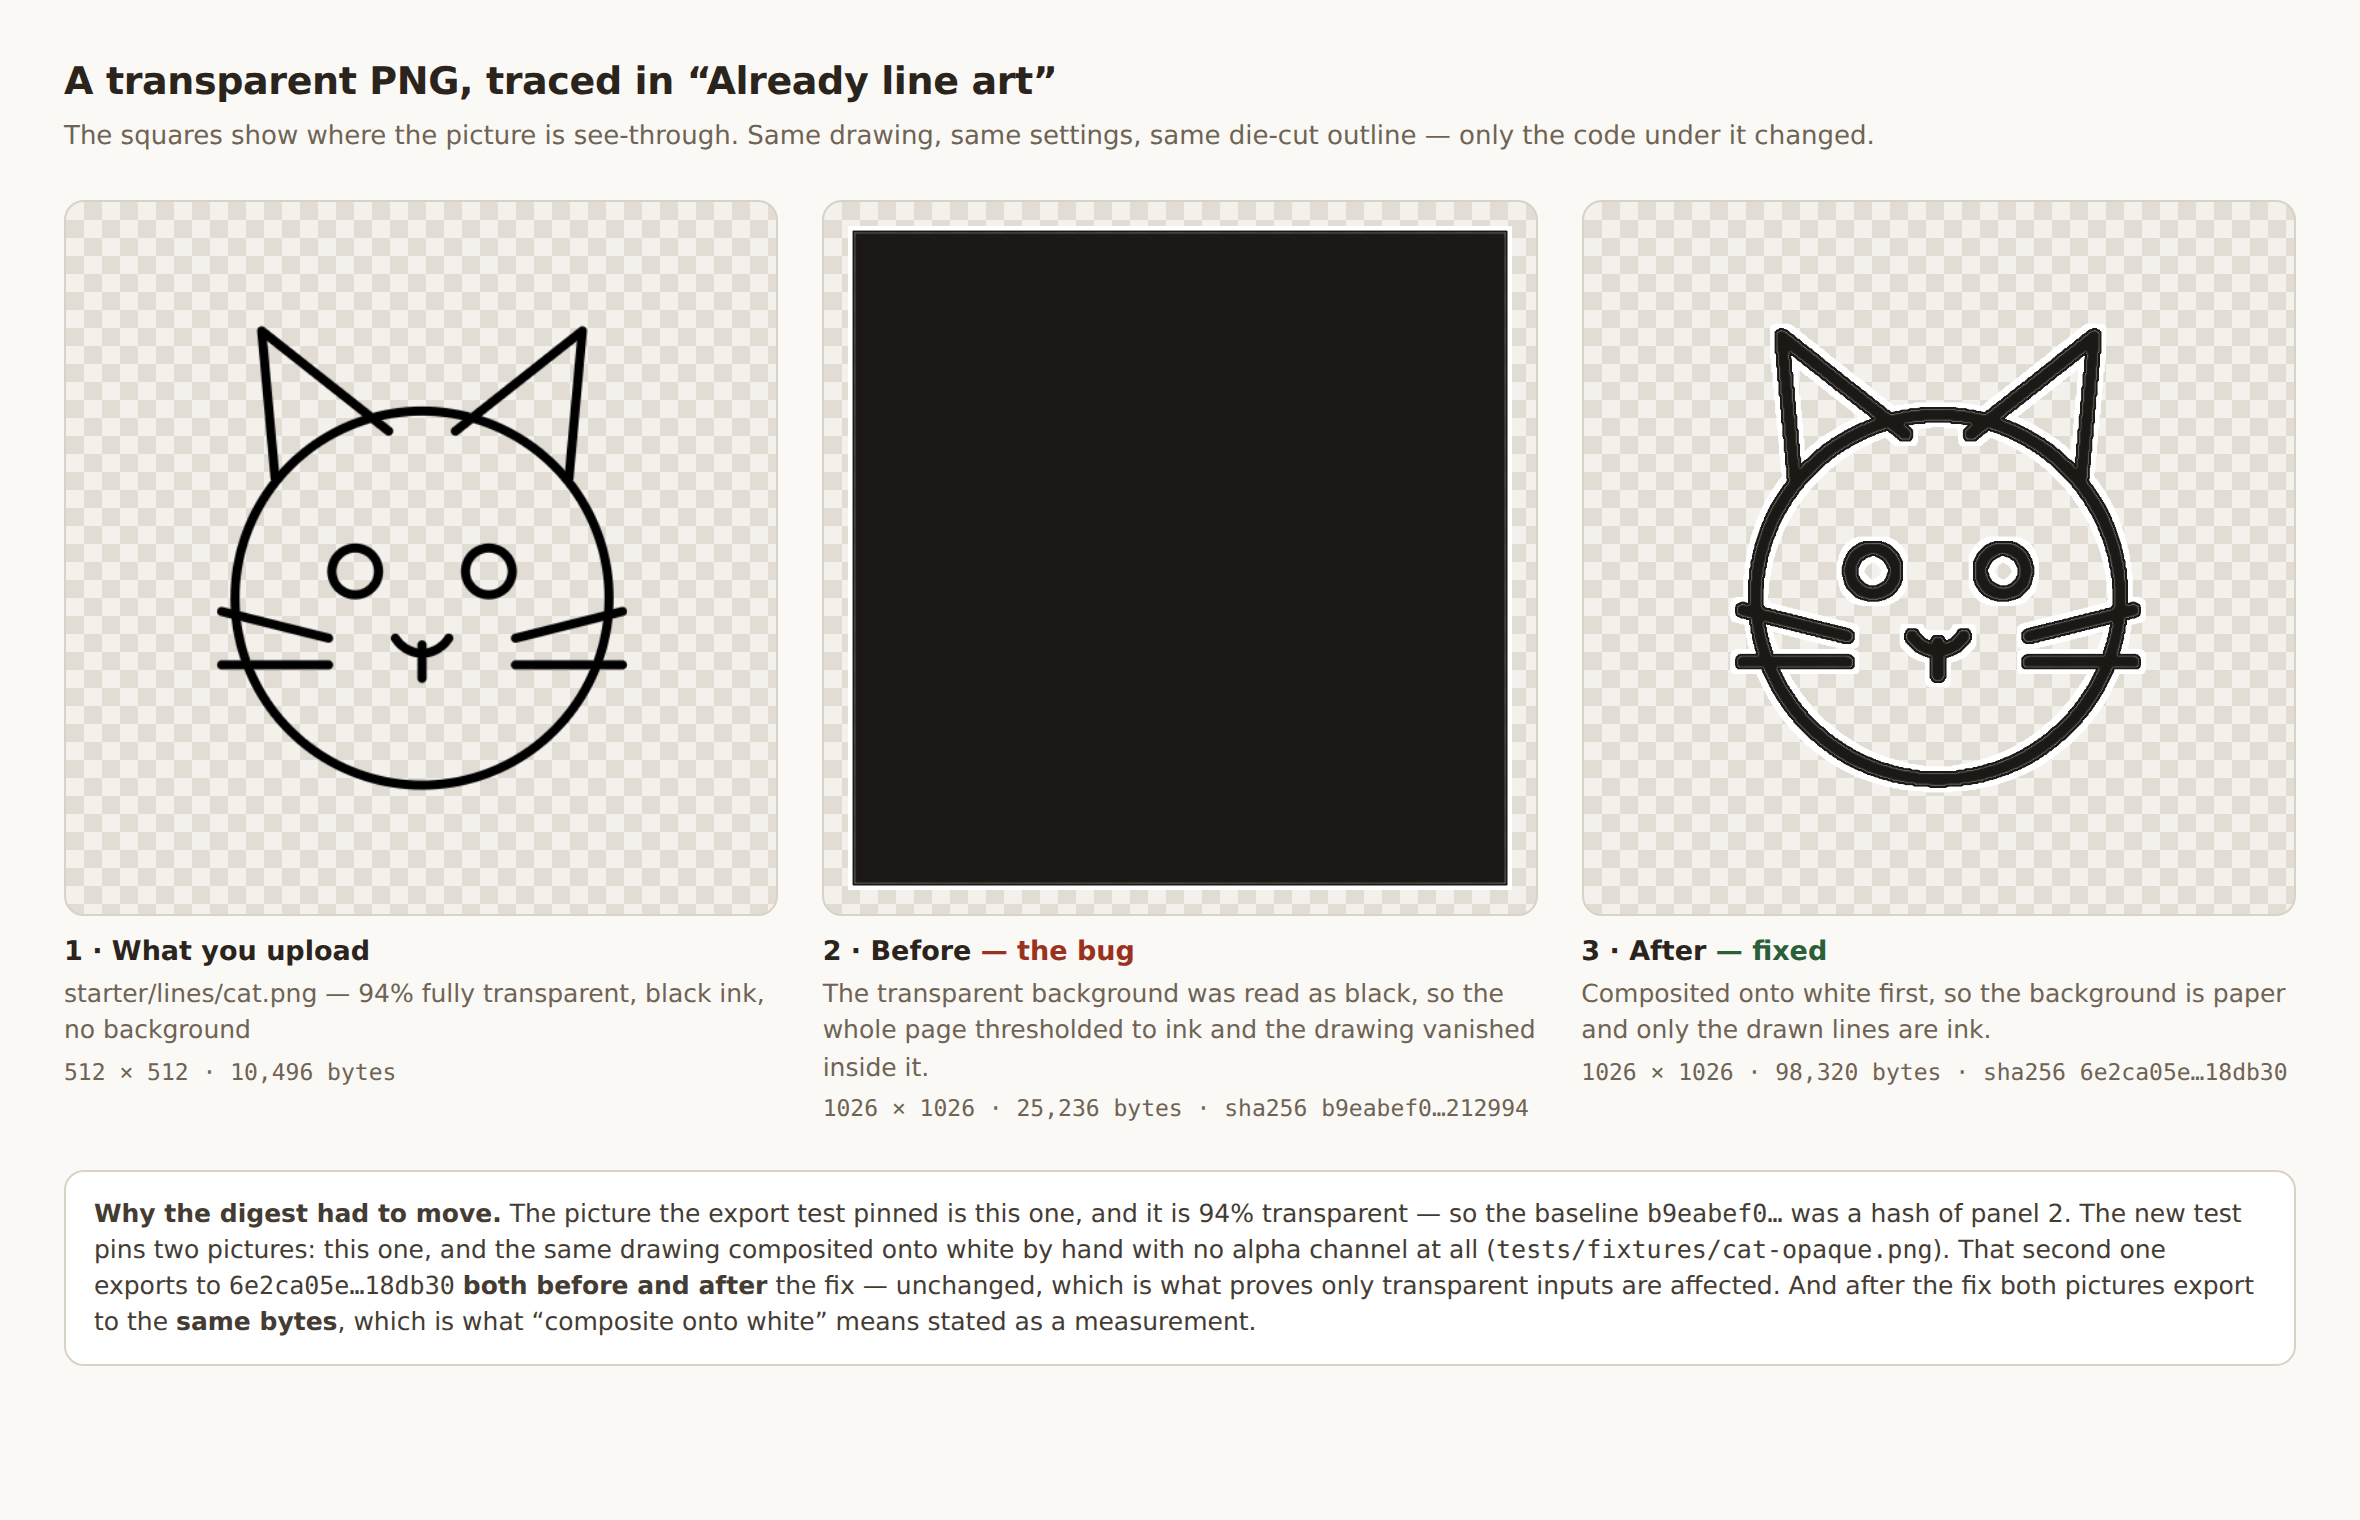 A transparent PNG, traced in “Already line art”
The squares show where the picture is see-through. Same drawing, same settings, same die-cut outline — only the code under it changed.
1 · What you upload
starter/lines/cat.png — 94% fully transparent, black ink,
no background
512 × 512 · 10,496 bytes
2 · Before — the bug
The transparent background was read as black, so the
whole page thresholded to ink and the drawing vanished
inside it.
1026 × 1026 · 25,236 bytes · sha256 b9eabef0…212994
3 · After — fixed
Composited onto white first, so the background is paper
and only the drawn lines are ink.
1026 × 1026 · 98,320 bytes · sha256 6e2ca05e…18db30
Why the digest had to move. The picture the export test pinned is this one, and it is 94% transparent — so the baseline b9eabef0… was a hash of panel 2. The new test
pins two pictures: this one, and the same drawing composited onto white by hand with no alpha channel at all (tests/fixtures/cat-opaque.png). That second one
exports to 6e2ca05e…18db30 both before and after the fix — unchanged, which is what proves only transparent inputs are affected. And after the fix both pictures export
to the same bytes, which is what “composite onto white” means stated as a measurement.